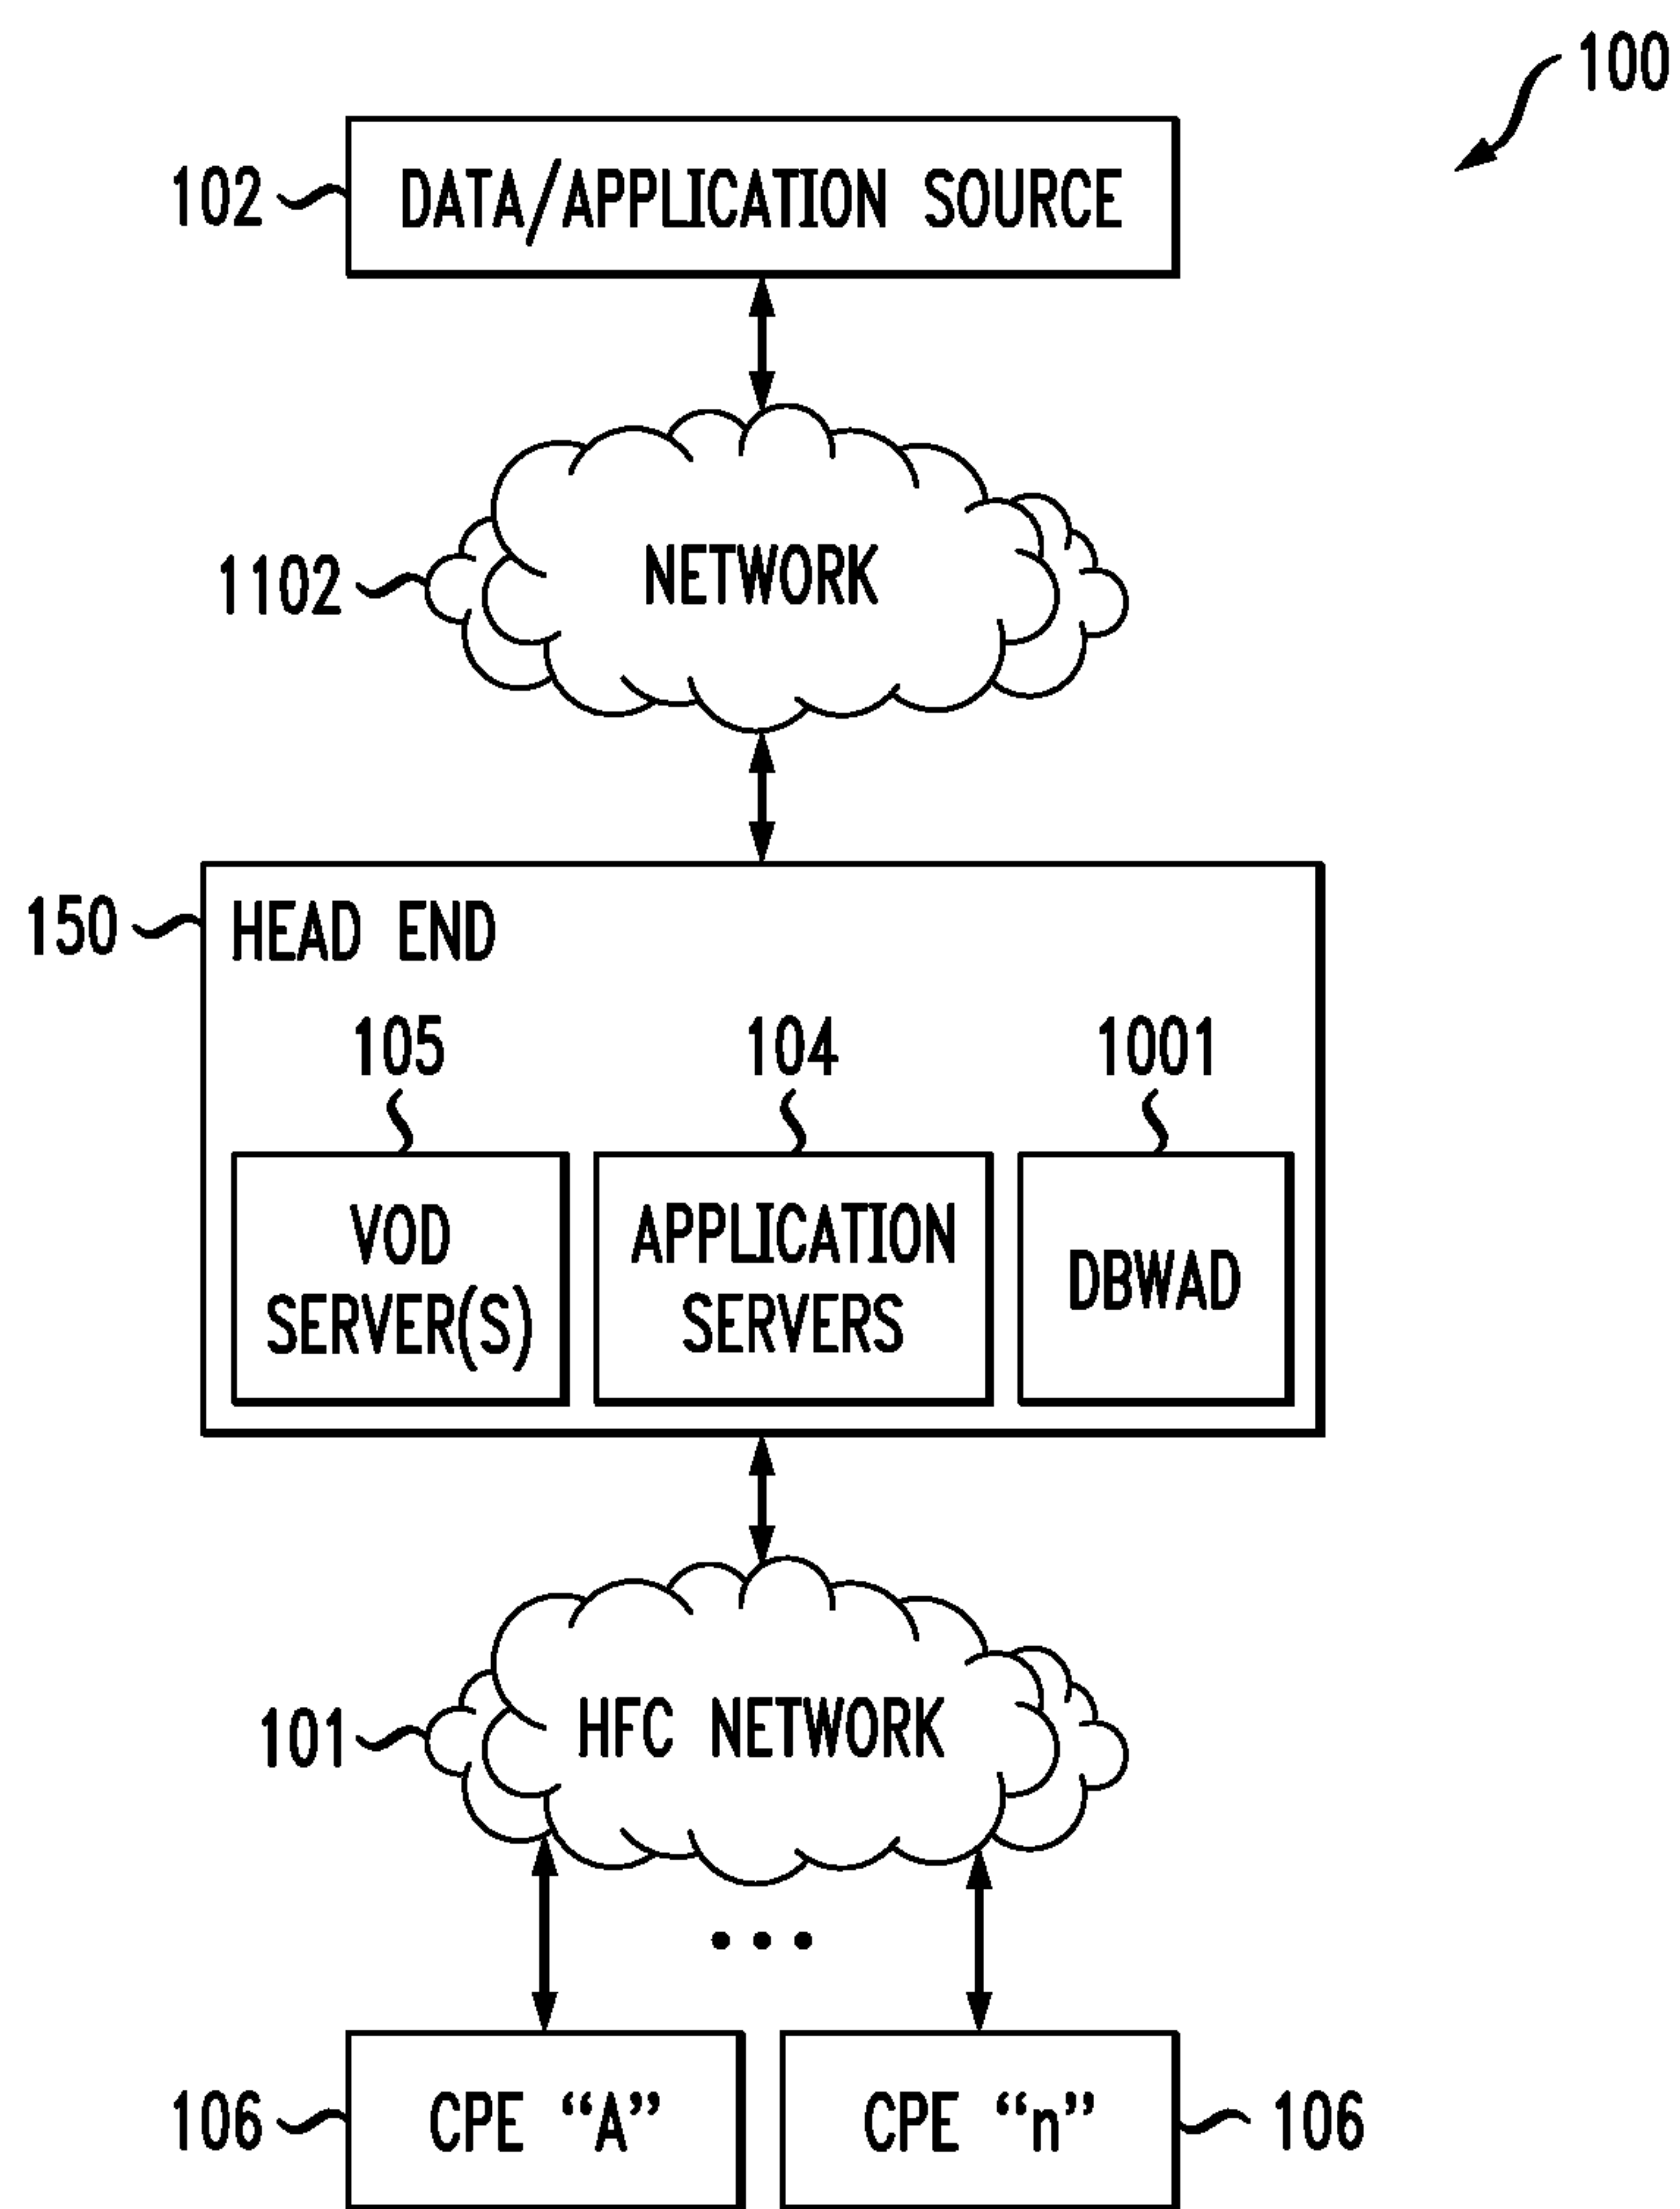 100
102
DATA/APPLICATION SOURCE
1102
NETWORK
150
HEAD END
105
104
1001
VOD
SERVER(S)
APPLICATION
SERVERS
DBWAD
101
HFC NETWORK
106
CPE “A”
CPE “n”
106